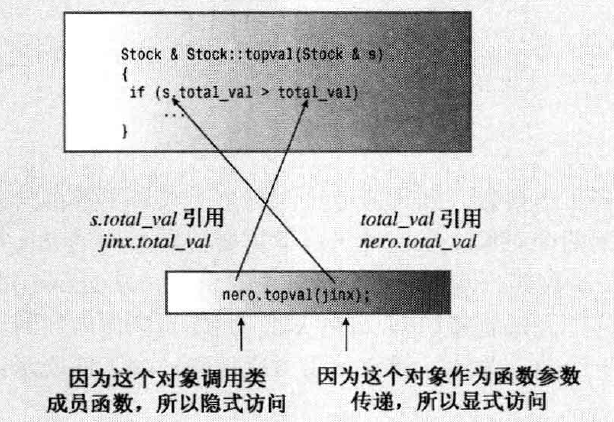 Stock & Stock::topval(Stock & s)
{
if (s.total_val > total_val)
...
}
s.total_val 引用
jinx.total_val
total_val 引用
nero.total_val
nero.topval(jinx);
因为这个对象调用类
成员函数，所以隐式访问
因为这个对象作为函数参数
传递，所以显式访问